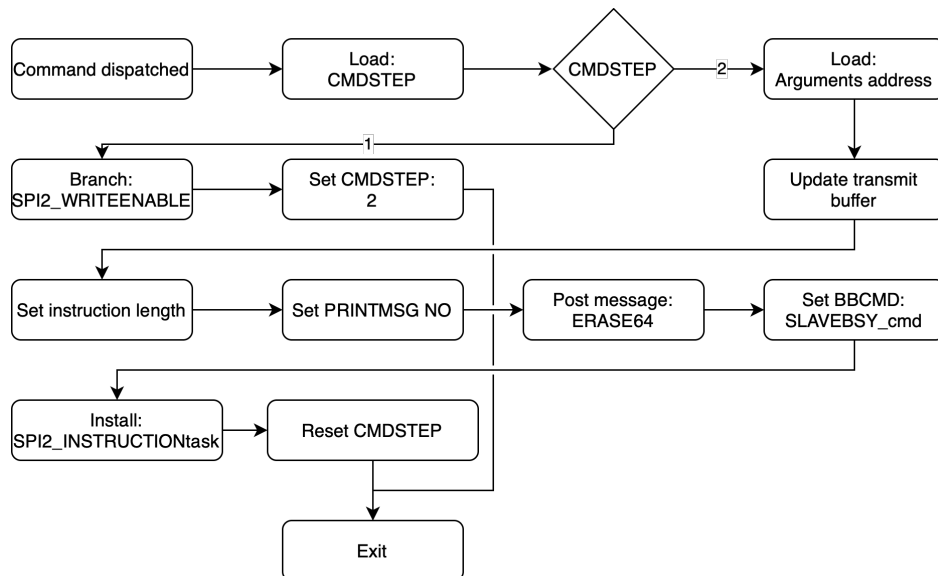 Command dispatched
Load:
CMDSTEP
CMDSTEP
2
Load:
Arguments address
1
Branch:
SPI2_WRITEENABLE
Set CMDSTEP:
2
Update transmit
buffer
Set instruction length
Set PRINTMSG NO
Post message:
ERASE64
Set BBCMD:
SLAVEBSY_cmd
Install:
SPI2_INSTRUCTIONtask
Reset CMDSTEP
Exit